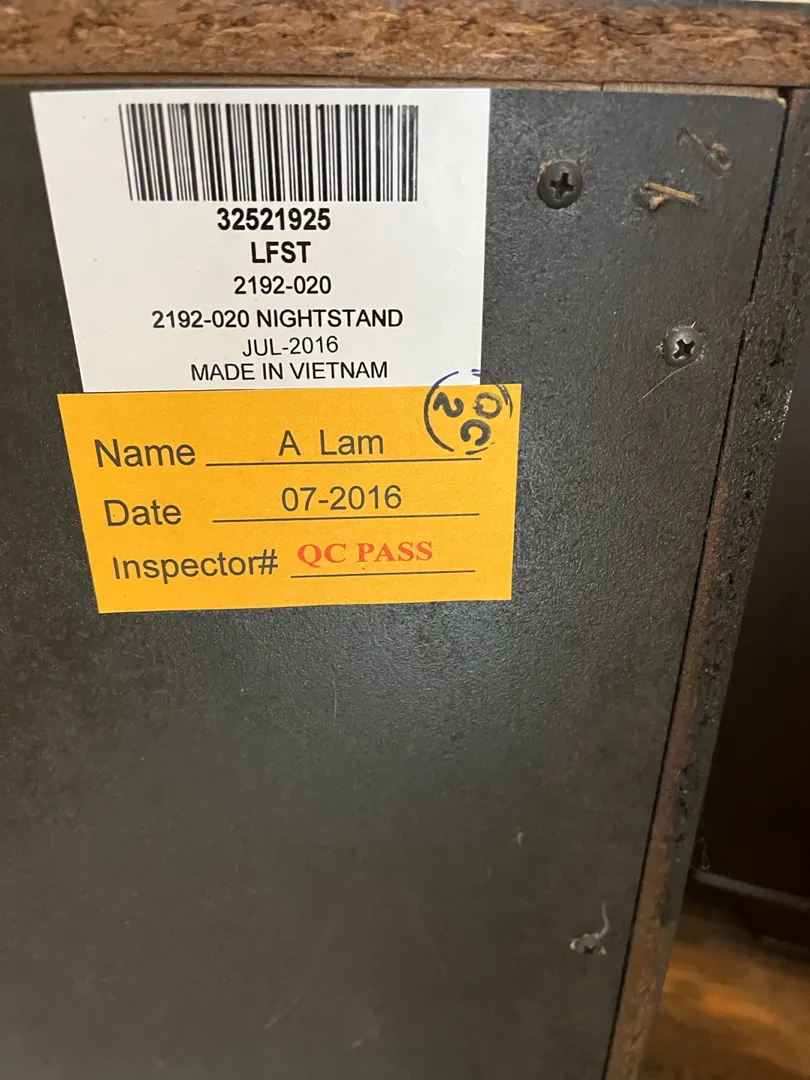 32521925
LFST
2192-020
2192-020 NIGHTSTAND
JUL-2016
MADE IN VIETNAM
QC
2
Name A Lam
Date 07-2016
Inspector# QC PASS